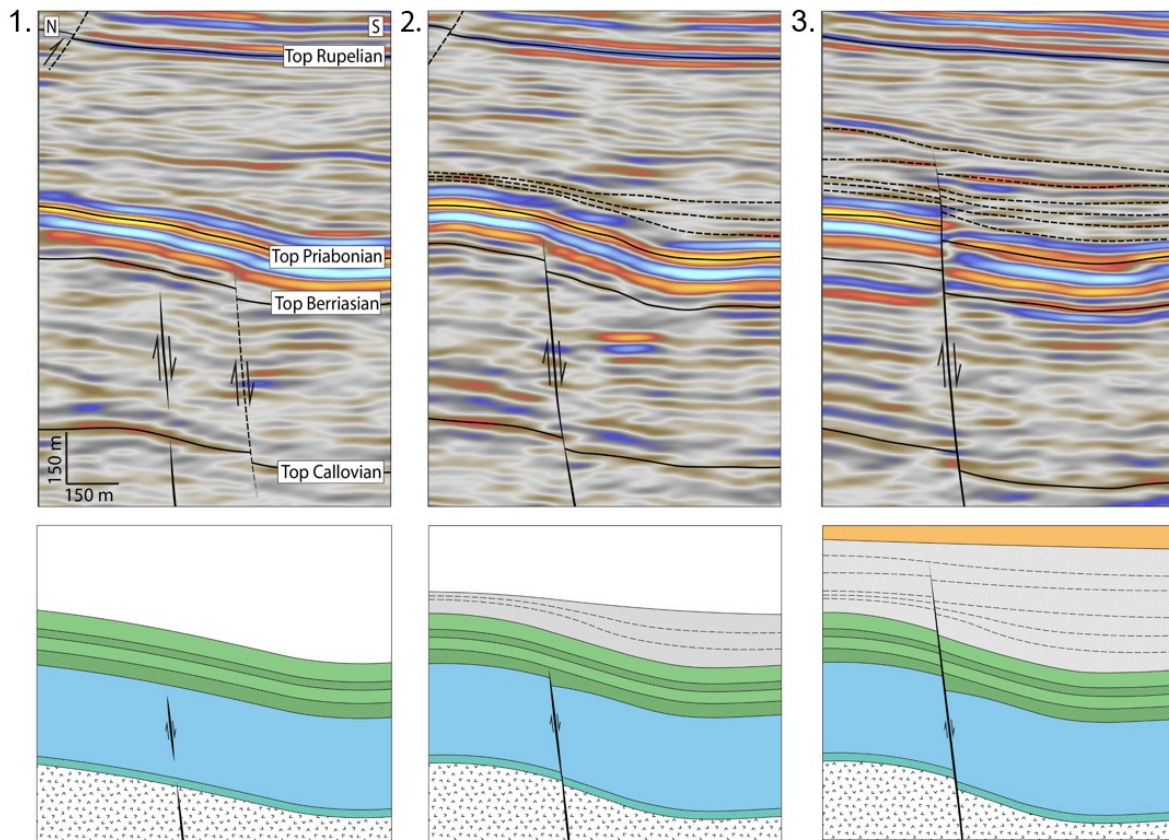 1.
N
S
Top Rupelian
Top Priabonian
Top Berriasian
Top Callovian
150 m
150 m
2.
3.